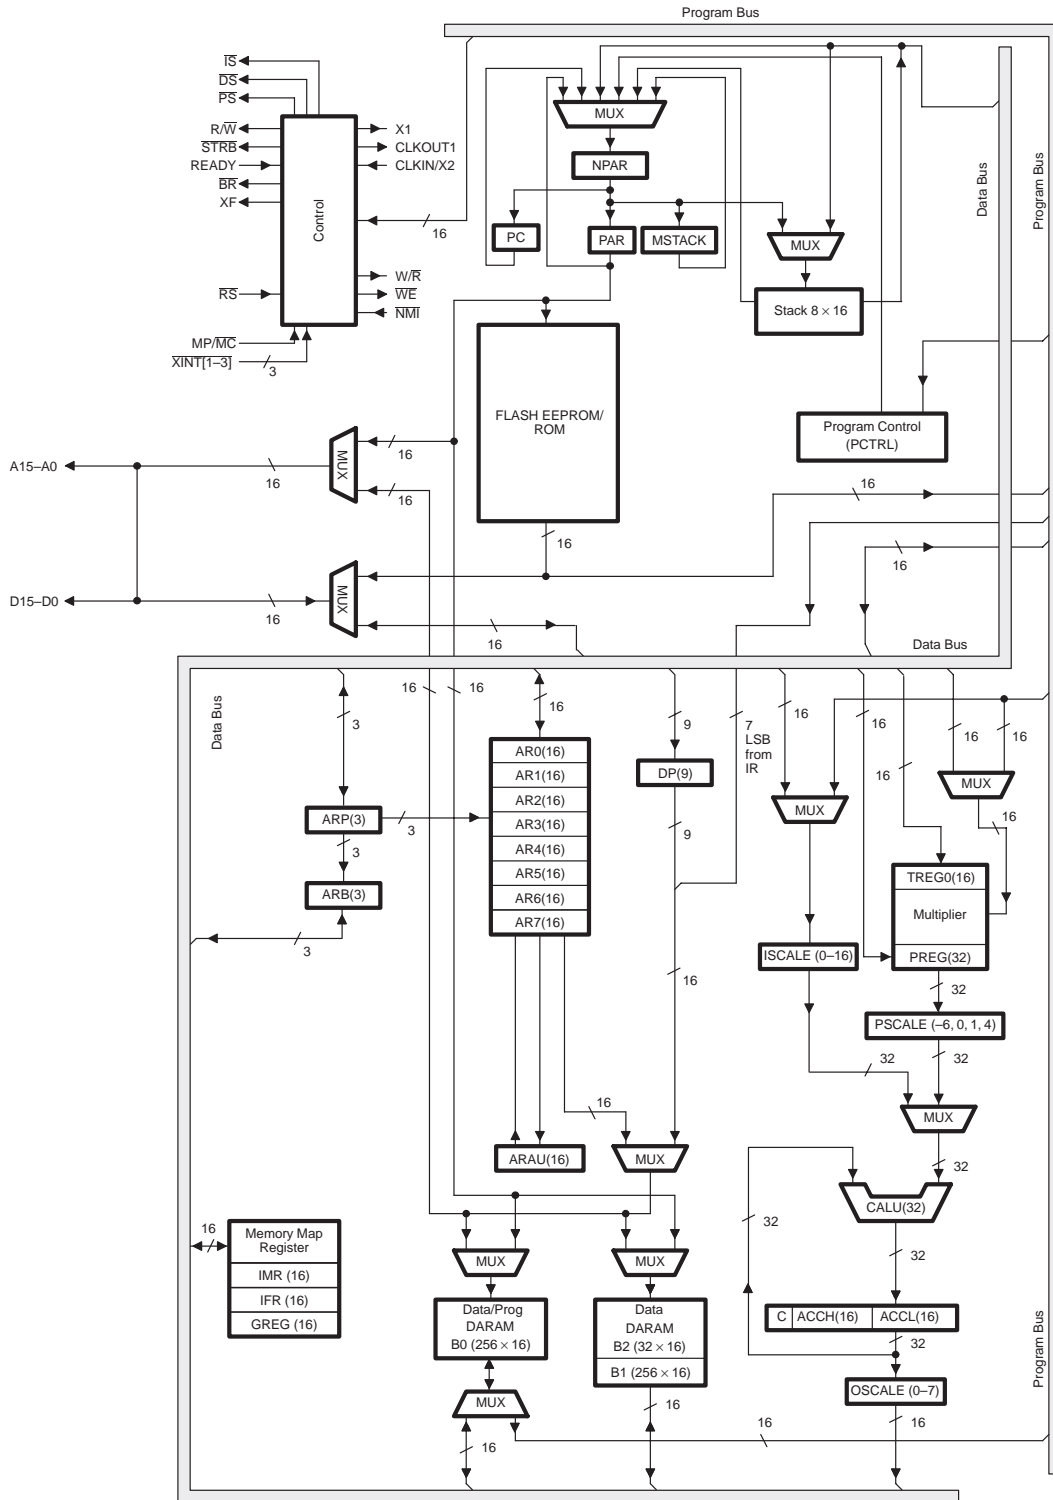 Program Bus
IS
DS
PS
R/W
STRB
READY
BR
XF
X1
CLKOUT1
CLKIN/X2
Control
16
RS
W/R
WE
NMI
MP/MC
XINT[1–3]
3
MUX
NPAR
PC
PAR
MSTACK
MUX
Stack 8 × 16
Data Bus
Program Bus
FLASH EEPROM/
ROM
Program Control
(PCTRL)
A15–A0
16
MUX
16
16
16
16
16
D15–D0
16
MUX
16
Data Bus
Data Bus
16
16
3
16
9
7
LSB
from
IR
16
16
16
16
16
AR0(16)
AR1(16)
AR2(16)
AR3(16)
AR4(16)
AR5(16)
AR6(16)
AR7(16)
DP(9)
9
MUX
MUX
16
ARP(3)
3
3
ARB(3)
3
TREG0(16)
Multiplier
PREG(32)
ISCALE (0–16)
16
32
PSCALE (–6, 0, 1, 4)
32
32
MUX
16
32
ARAU(16)
MUX
CALU(32)
32
32
16
Memory Map
Register
IMR (16)
IFR (16)
GREG (16)
MUX
MUX
Data/Prog
DARAM
B0 (256 × 16)
Data
DARAM
B2 (32 × 16)
B1 (256 × 16)
C
ACCH(16)
ACCL(16)
32
OSCALE (0–7)
MUX
16
16
16
16
Program Bus